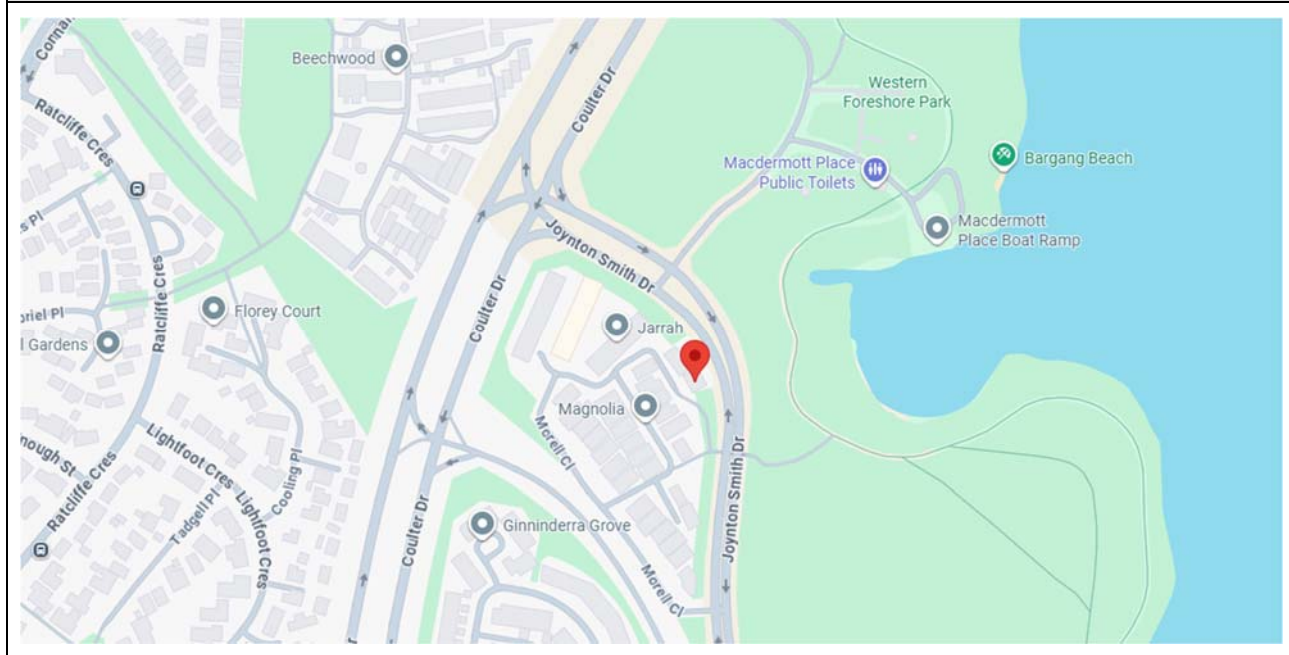 Beechwood
Coulter Dr
Western
Foreshore Park
Ratcliffe Cres
Macdermott Place
Public Toilets
Bargang Beach
Joynton Smith Dr
Macdermott
Place Boat Ramp
Ratcliffe Cres
Florey Court
Coulter Dr
Jarrah
Gardens
Magnolia
Morell Cl
Lightfoot Cres
Cooling Pl
Ratcliffe Cres
Tadgell Pl
Lightfoot Cres
Coulter Dr
Ginninderra Grove
Joynton Smith Dr
Morell Cl